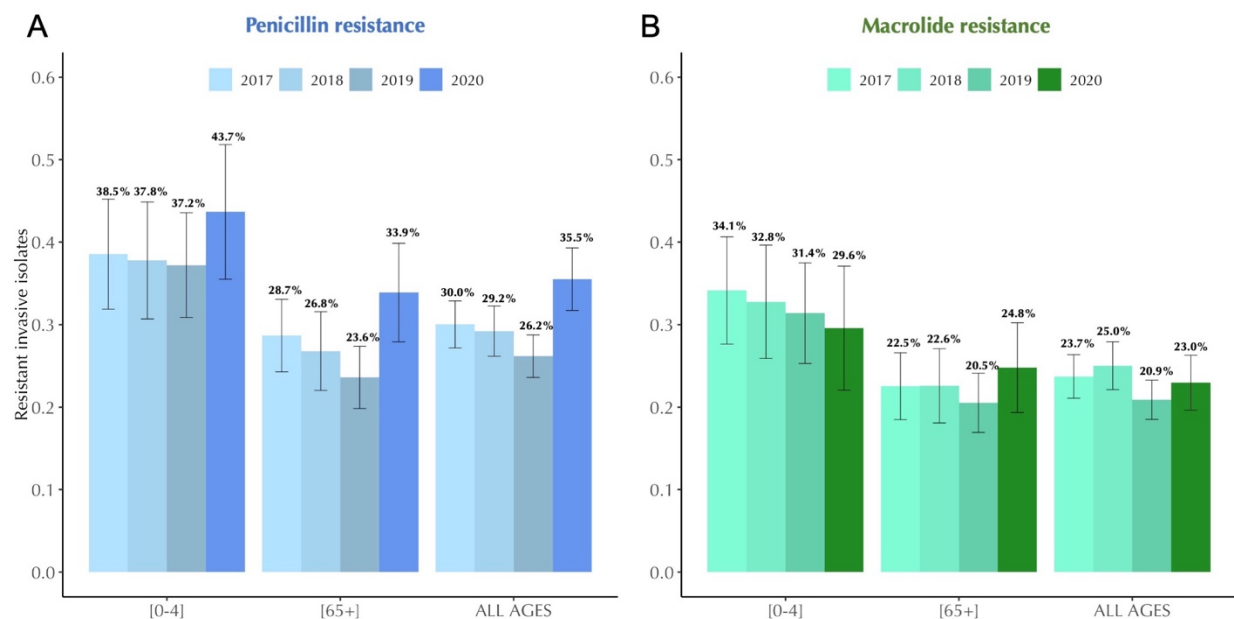 A
Penicillin resistance
2017 2018 2019 2020
Resistant invasive isolates
0.6
0.5
0.4
0.3
0.2
0.1
0.0
38.5% 37.8% 37.2% 43.7%
28.7% 26.8% 23.6% 33.9%
30.0% 29.2% 26.2% 35.5%
[0-4] [65+] ALL AGES
B
Macrolide resistance
2017 2018 2019 2020
0.6
0.5
0.4
0.3
0.2
0.1
0.0
34.1% 32.8% 31.4% 29.6%
22.5% 22.6% 20.5% 24.8%
23.7% 25.0% 20.9% 23.0%
[0-4] [65+] ALL AGES